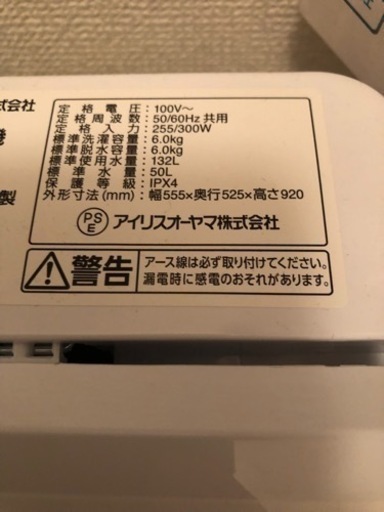 式会社
機
製
定格電圧:100V～
定格周波数:50/60Hz共用
定格入力:255/300W
標準洗濯容量:6.0kg
標準脱水容量:6.0kg
標準使用水量:132L
標準水量:50L
保護等級:IPX4
外形寸法(mm):幅555×奥行525×高さ920
PS
E
アイリスオーヤマ株式会社
警告
アース線は必ず取り付けてください。
漏電時に感電のおそれがあります。